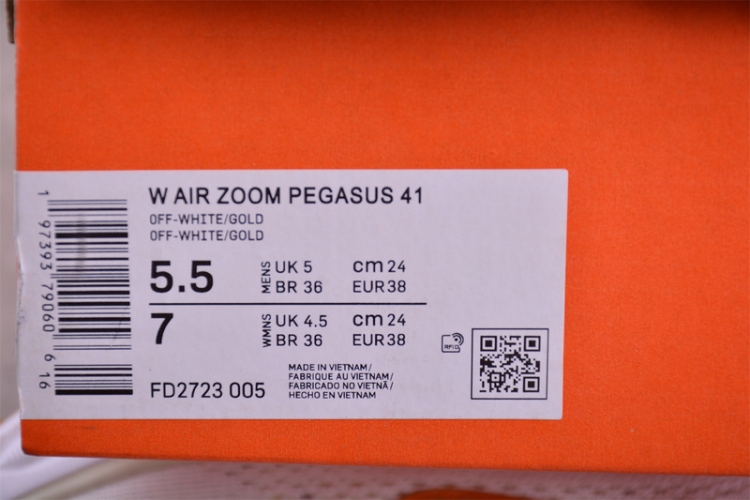 W AIR ZOOM PEGASUS 41
OFF-WHITE/GOLD
OFF-WHITE/GOLD
5.5 MENS UK 5 cm 24
BR 36 EUR 38
7 WMNS UK 4.5 cm 24
BR 36 EUR 38
FD2723 005
MADE IN VIETNAM/
FABRIQUE AU VIETNAM/
FABRICADO NO VIETNÃ/
HECHO EN VIETNAM
RFID
1 97393 79060 6 16